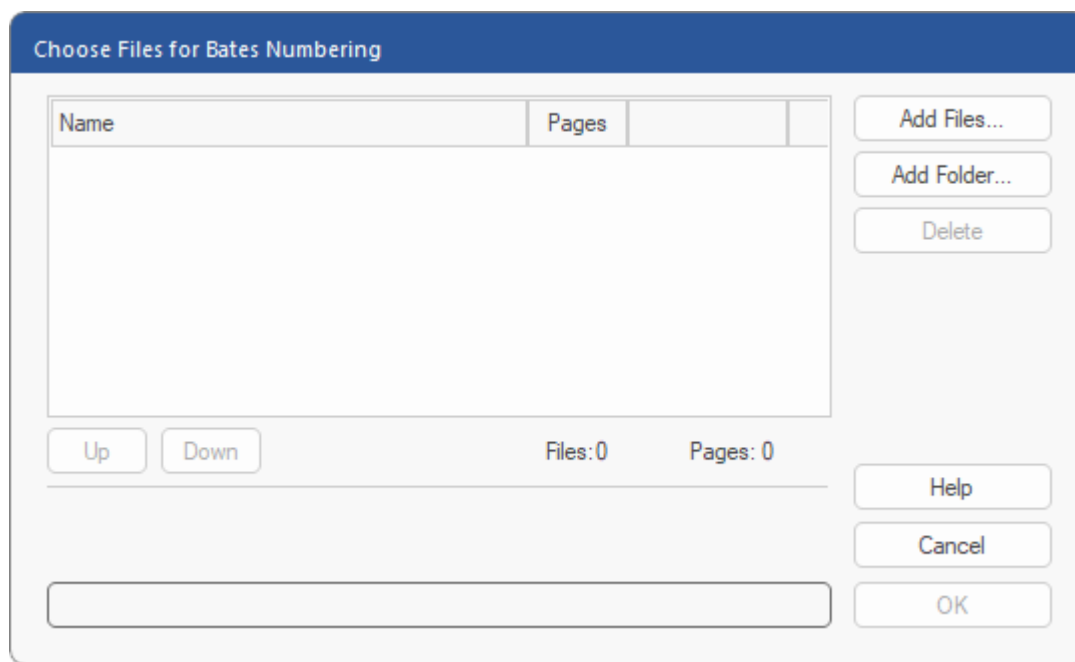 Choose Files for Bates Numbering
Name Pages
Add Files...
Add Folder...
Delete
Up Down Files:0 Pages: 0
Help
Cancel
OK